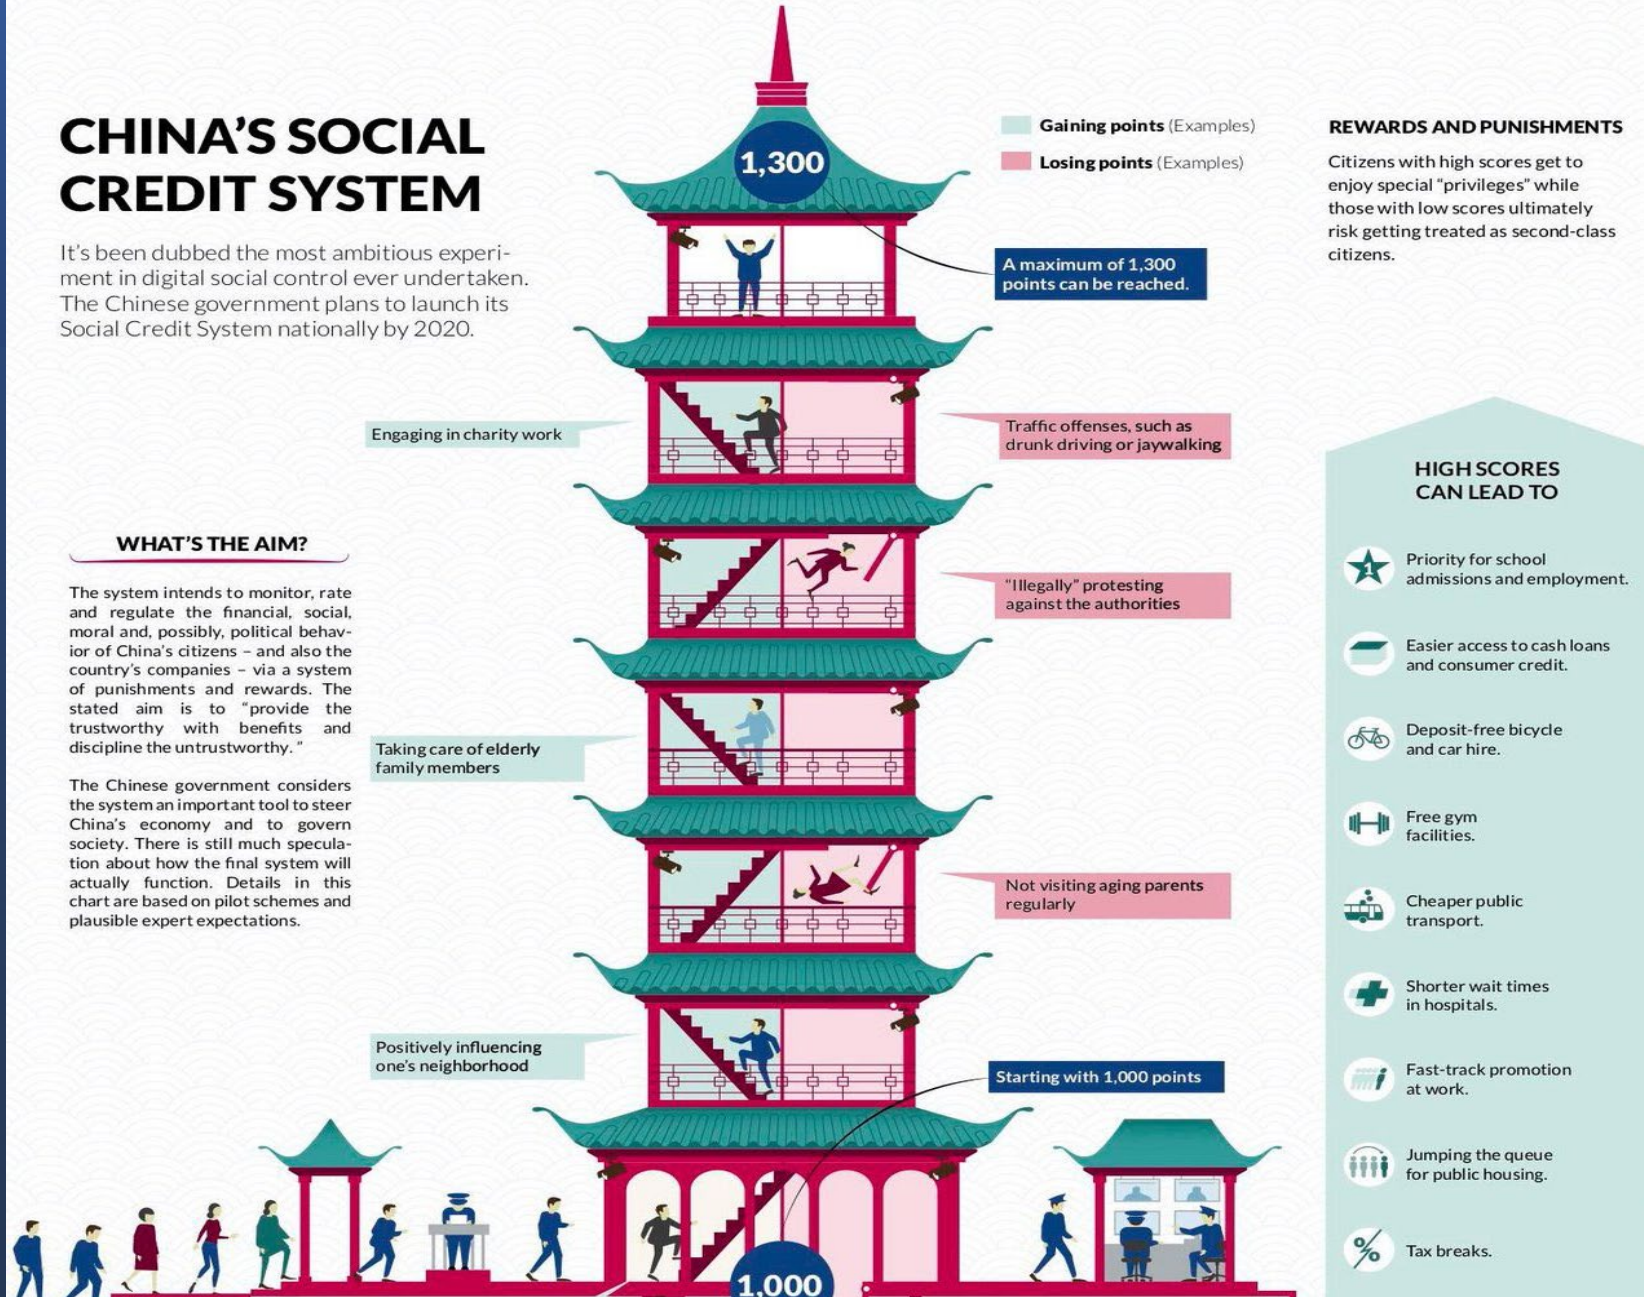 CHINA'S SOCIAL
CREDIT SYSTEM
It's been dubbed the most ambitious experi-
ment in digital social control ever undertaken.
The Chinese government plans to launch its
Social Credit System nationally by 2020.
WHAT'S THE AIM?
The system intends to monitor, rate
and regulate the financial, social,
moral and, possibly, political behav-
ior of China's citizens – and also the
country's companies – via a system
of punishments and rewards. The
stated aim is to "provide the
trustworthy with benefits and
discipline the untrustworthy. "
The Chinese government considers
the system an important tool to steer
China's economy and to govern
society. There is still much specula-
tion about how the final system will
actually function. Details in this
chart are based on pilot schemes and
plausible expert expectations.
1,300
Gaining points (Examples)
Losing points (Examples)
A maximum of 1,300
points can be reached.
Engaging in charity work
Traffic offenses, such as
drunk driving or jaywalking
"Illegally" protesting
against the authorities
Taking care of elderly
family members
Not visiting aging parents
regularly
Positively influencing
one's neighborhood
Starting with 1,000 points
1,000
REWARDS AND PUNISHMENTS
Citizens with high scores get to
enjoy special "privileges" while
those with low scores ultimately
risk getting treated as second-class
citizens.
HIGH SCORES
CAN LEAD TO
1
Priority for school
admissions and employment.
Easier access to cash loans
and consumer credit.
Deposit-free bicycle
and car hire.
Free gym
facilities.
Cheaper public
transport.
Shorter wait times
in hospitals.
Fast-track promotion
at work.
Jumping the queue
for public housing.
%
Tax breaks.